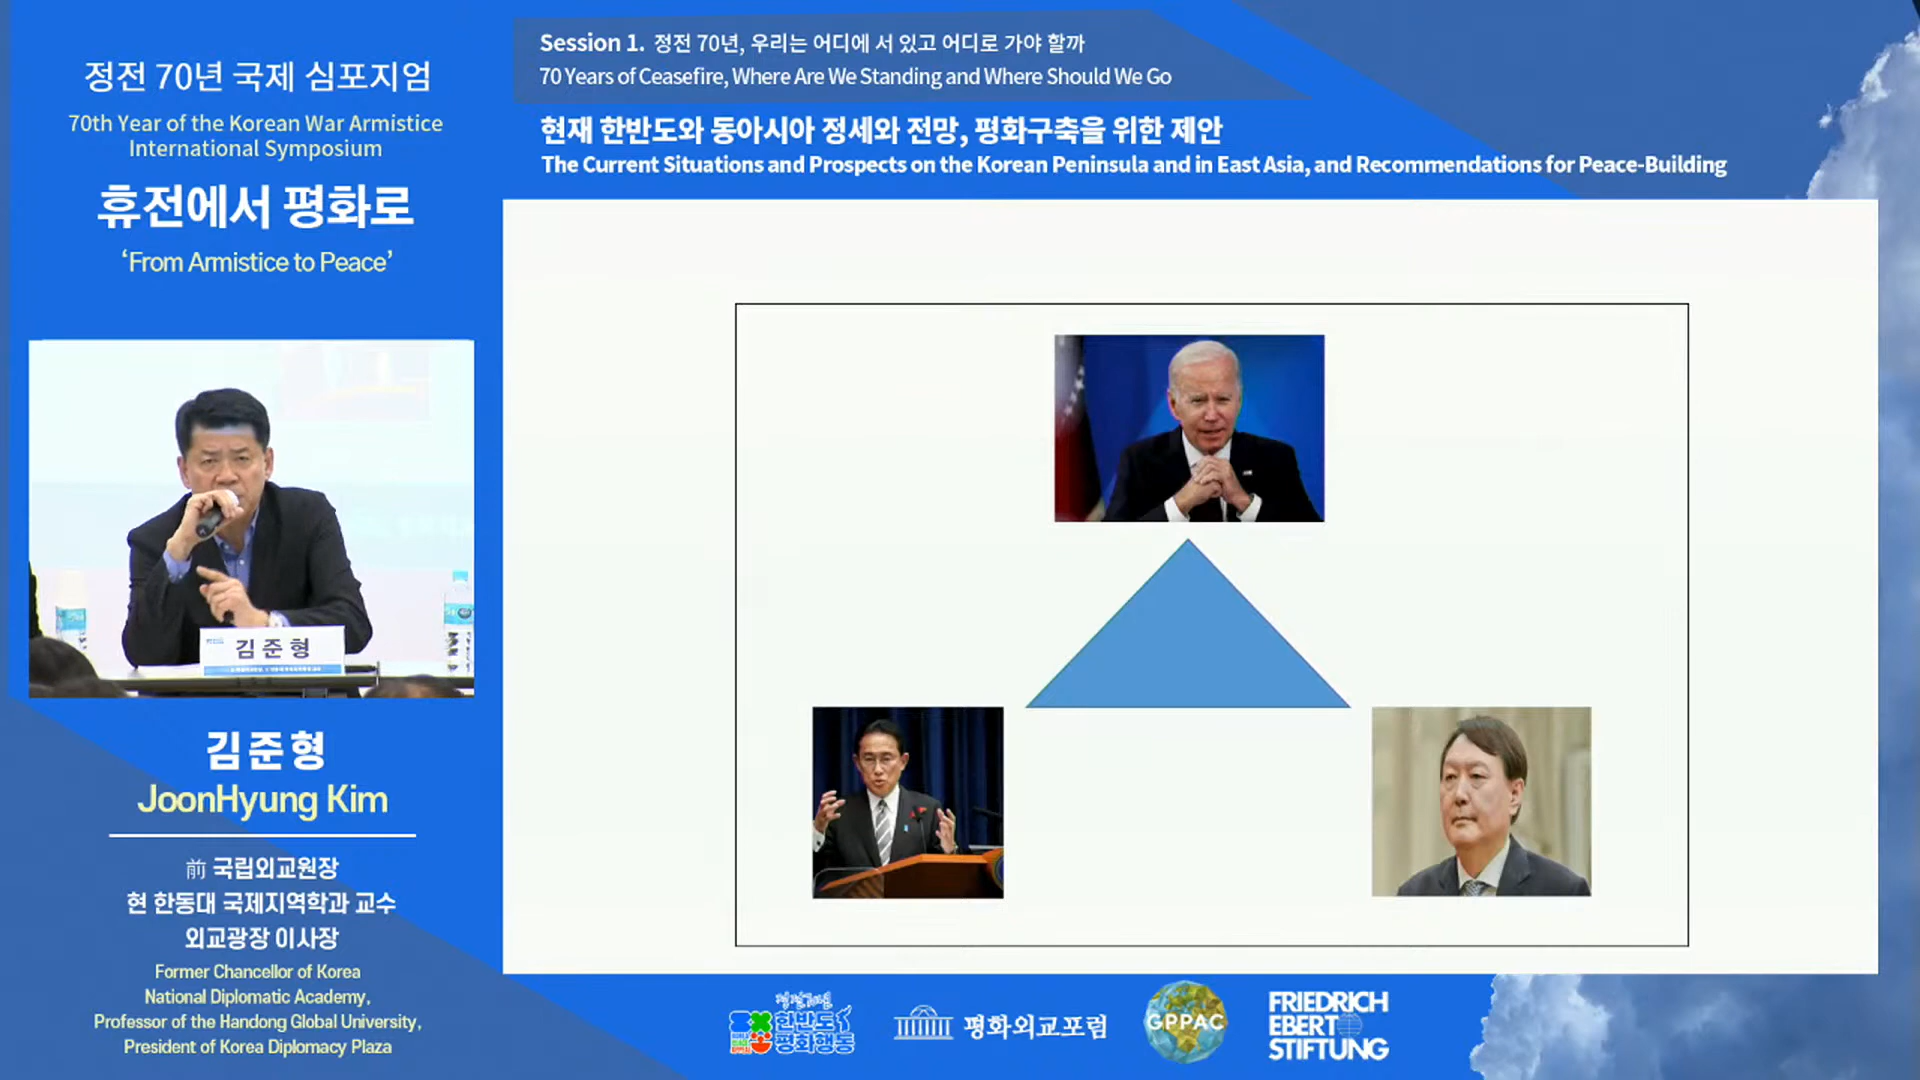 정전 70년 국제 심포지엄
70th Year of the Korean War Armistice
International Symposium
휴전에서 평화로
‘From Armistice to Peace’
Session 1. 정전 70년, 우리는 어디에 서 있고 어디로 가야 할까
70 Years of Ceasefire, Where Are We Standing and Where Should We Go
현재 한반도와 동아시아 정세와 전망, 평화구축을 위한 제안
The Current Situations and Prospects on the Korean Peninsula and in East Asia, and Recommendations for Peace-Building
김준형
김준형
JoonHyung Kim
前 국립외교원장
현 한동대 국제지역학과 교수
외교광장 이사장
Former Chancellor of Korea
National Diplomatic Academy,
Professor of the Handong Global University,
President of Korea Diplomacy Plaza
정전70년
한반도
평화행동
평화외교포럼
GPPAC
FRIEDRICH
EBERT
STIFTUNG